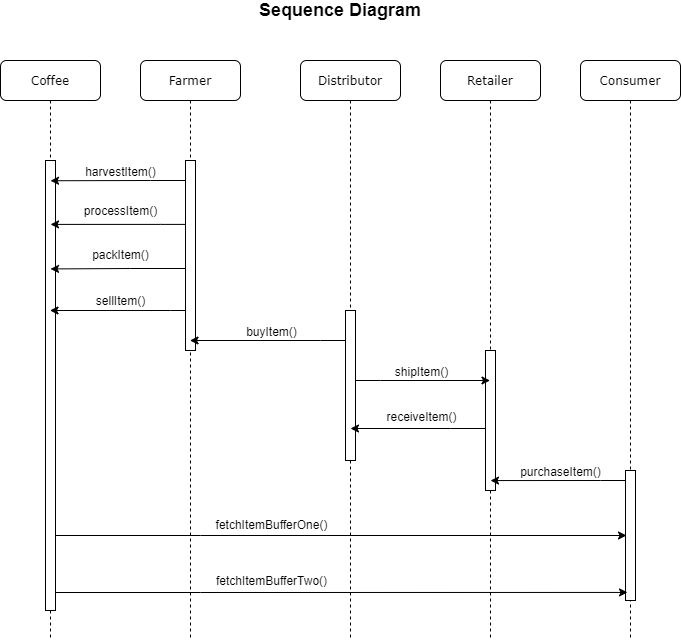 Sequence Diagram
Coffee
Farmer
Distributor
Retailer
Consumer
harvestItem()
processItem()
packItem()
sellItem()
buyItem()
shipItem()
receiveItem()
purchaseItem()
fetchItemBufferOne()
fetchItemBufferTwo()